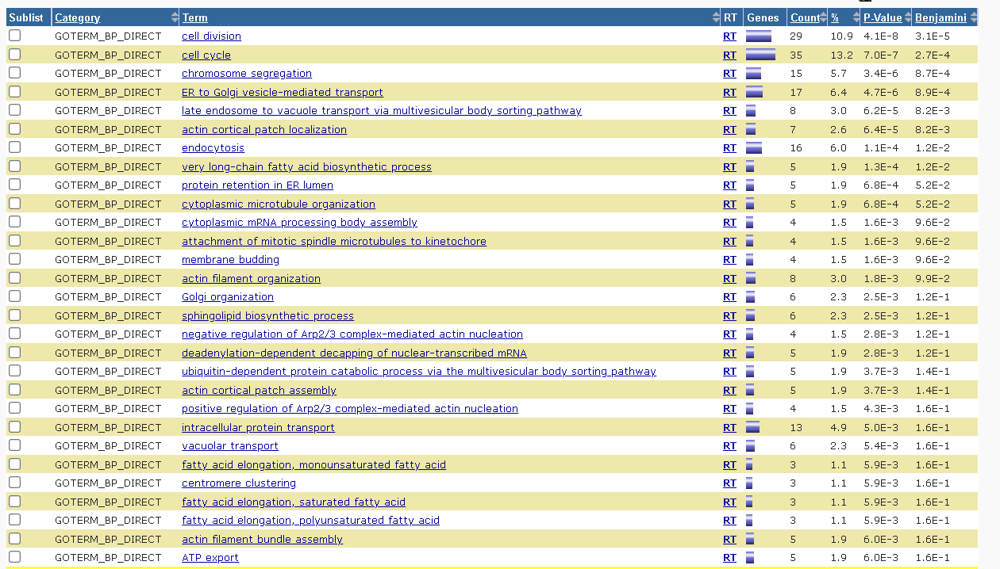 Sublist Category Term RT Genes Count % P-Value Benjamini
GOTERM_BP_DIRECT cell division RT 29 10.9 4.1E-8 3.1E-5
GOTERM_BP_DIRECT cell cycle RT 35 13.2 7.0E-7 2.7E-4
GOTERM_BP_DIRECT chromosome segregation RT 15 5.7 3.4E-6 8.7E-4
GOTERM_BP_DIRECT ER to Golgi vesicle-mediated transport RT 17 6.4 4.7E-6 8.9E-4
GOTERM_BP_DIRECT late endosome to vacuole transport via multivesicular body sorting pathway RT 8 3.0 6.2E-5 8.2E-3
GOTERM_BP_DIRECT actin cortical patch localization RT 7 2.6 6.4E-5 8.2E-3
GOTERM_BP_DIRECT endocytosis RT 16 6.0 1.1E-4 1.2E-2
GOTERM_BP_DIRECT very long-chain fatty acid biosynthetic process RT 5 1.9 1.3E-4 1.2E-2
GOTERM_BP_DIRECT protein retention in ER lumen RT 5 1.9 6.8E-4 5.2E-2
GOTERM_BP_DIRECT cytoplasmic microtubule organization RT 5 1.9 6.8E-4 5.2E-2
GOTERM_BP_DIRECT cytoplasmic mRNA processing body assembly RT 4 1.5 1.6E-3 9.6E-2
GOTERM_BP_DIRECT attachment of mitotic spindle microtubules to kinetochore RT 4 1.5 1.6E-3 9.6E-2
GOTERM_BP_DIRECT membrane budding RT 4 1.5 1.6E-3 9.6E-2
GOTERM_BP_DIRECT actin filament organization RT 8 3.0 1.8E-3 9.9E-2
GOTERM_BP_DIRECT Golgi organization RT 6 2.3 2.5E-3 1.2E-1
GOTERM_BP_DIRECT sphingolipid biosynthetic process RT 6 2.3 2.5E-3 1.2E-1
GOTERM_BP_DIRECT negative regulation of Arp2/3 complex-mediated actin nucleation RT 4 1.5 2.8E-3 1.2E-1
GOTERM_BP_DIRECT deadenylation-dependent decapping of nuclear-transcribed mRNA RT 5 1.9 2.8E-3 1.2E-1
GOTERM_BP_DIRECT ubiquitin-dependent protein catabolic process via the multivesicular body sorting pathway RT 5 1.9 3.7E-3 1.4E-1
GOTERM_BP_DIRECT actin cortical patch assembly RT 5 1.9 3.7E-3 1.4E-1
GOTERM_BP_DIRECT positive regulation of Arp2/3 complex-mediated actin nucleation RT 4 1.5 4.3E-3 1.6E-1
GOTERM_BP_DIRECT intracellular protein transport RT 13 4.9 5.0E-3 1.6E-1
GOTERM_BP_DIRECT vacuolar transport RT 6 2.3 5.4E-3 1.6E-1
GOTERM_BP_DIRECT fatty acid elongation, monounsaturated fatty acid RT 3 1.1 5.9E-3 1.6E-1
GOTERM_BP_DIRECT centromere clustering RT 3 1.1 5.9E-3 1.6E-1
GOTERM_BP_DIRECT fatty acid elongation, saturated fatty acid RT 3 1.1 5.9E-3 1.6E-1
GOTERM_BP_DIRECT fatty acid elongation, polyunsaturated fatty acid RT 3 1.1 5.9E-3 1.6E-1
GOTERM_BP_DIRECT actin filament bundle assembly RT 5 1.9 6.0E-3 1.6E-1
GOTERM_BP_DIRECT ATP export RT 5 1.9 6.0E-3 1.6E-1